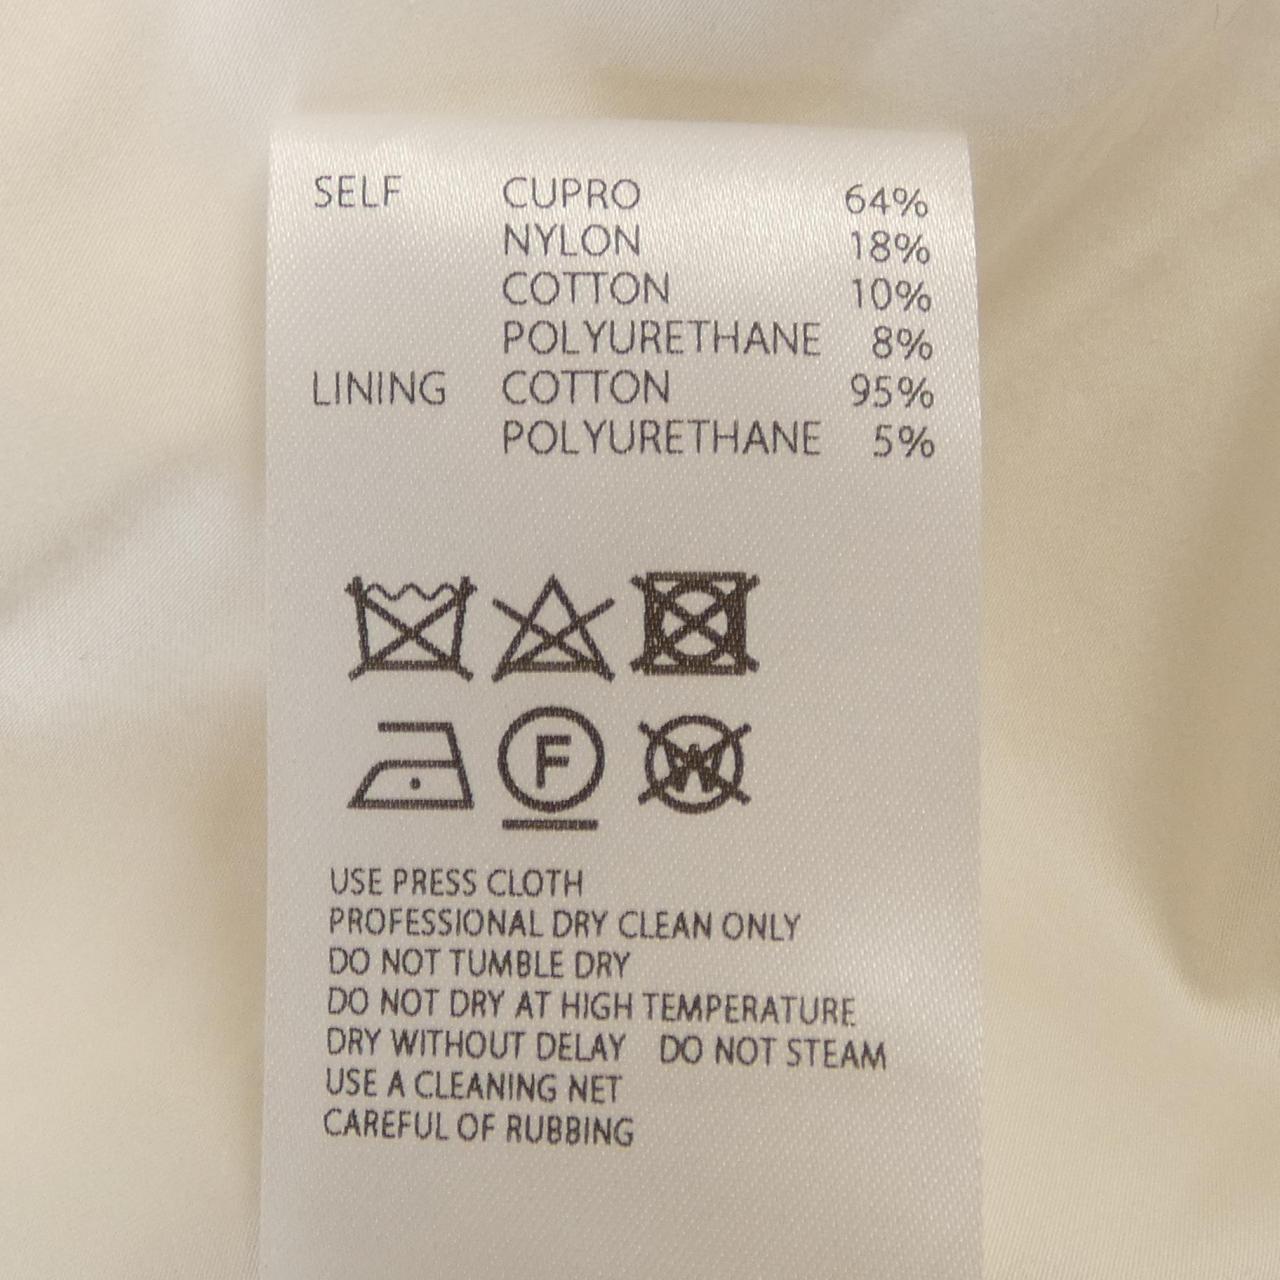 SELF CUPRO 64%
NYLON 18%
COTTON 10%
POLYURETHANE 8%
LINING COTTON 95%
POLYURETHANE 5%
F W
USE PRESS CLOTH
PROFESSIONAL DRY CLEAN ONLY
DO NOT TUMBLE DRY
DO NOT DRY AT HIGH TEMPERATURE
DRY WITHOUT DELAY DO NOT STEAM
USE A CLEANING NET
CAREFUL OF RUBBING